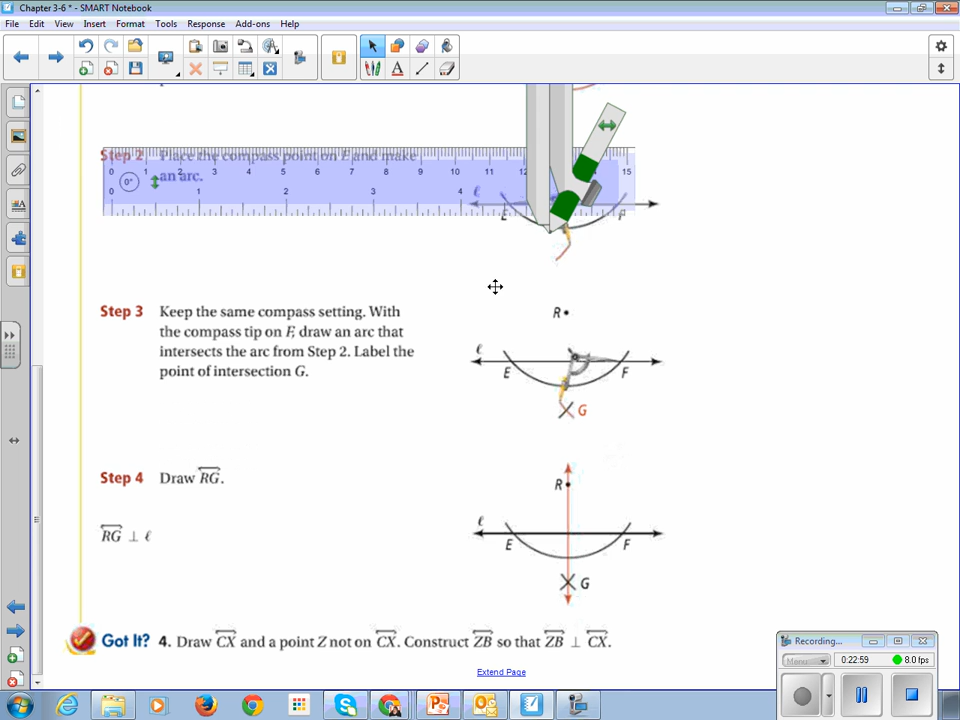 Chapter 3-6 * - SMART Notebook
File Edit View Insert Format Tools Response Add-ons Help
Step 2 Place the compass point on E and make
an arc.
0 1 2 3 4 5 6 7 8 9 10 11 12 15
0°
0 1 2 3 4
ℓ
E F
Step 3 Keep the same compass setting. With
the compass tip on F, draw an arc that
intersects the arc from Step 2. Label the
point of intersection G.
R
ℓ
E F
G
Step 4 Draw RG.
RG ⊥ ℓ
R
ℓ
E F
G
Got It? 4. Draw CX and a point Z not on CX. Construct ZB so that ZB ⊥ CX.
Extend Page
Recording...
Menu 0:22:59 8.0 fps